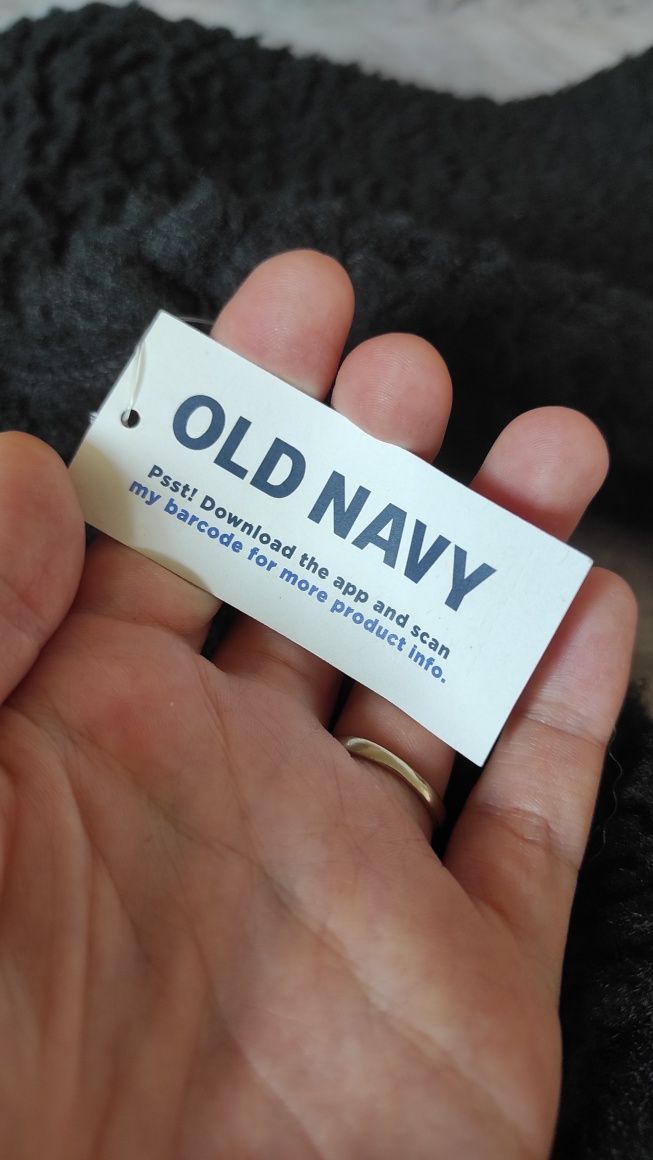 OLD NAVY
Psst! Download the app and scan
my barcode for more product info.